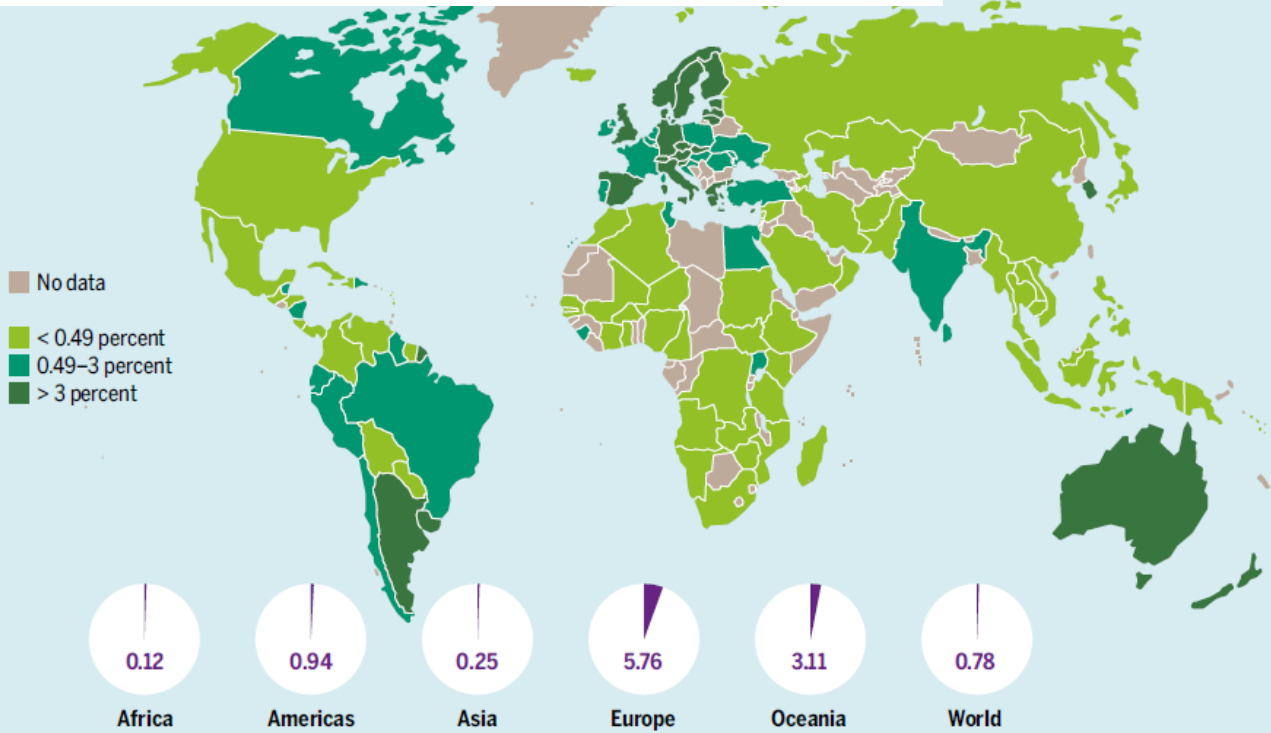 No data
< 0.49 percent
0.49–3 percent
> 3 percent
0.12
0.94
0.25
5.76
3.11
0.78
Africa
Americas
Asia
Europe
Oceania
World